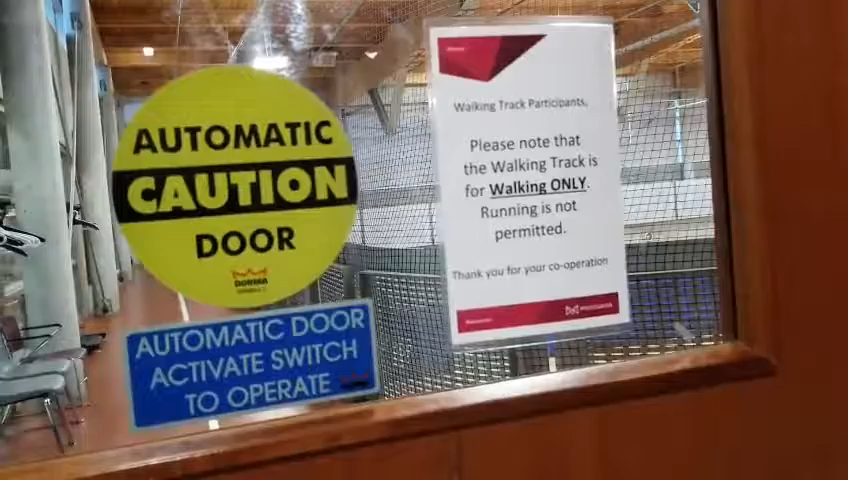 AUTOMATIC
CAUTION
DOOR
DORMA
AUTOMATIC DOOR
ACTIVATE SWITCH
TO OPERATE
Walking Track Participants,
Please note that
the Walking Track is
for Walking ONLY.
Running is not
permitted.
Thank you for your co-operation